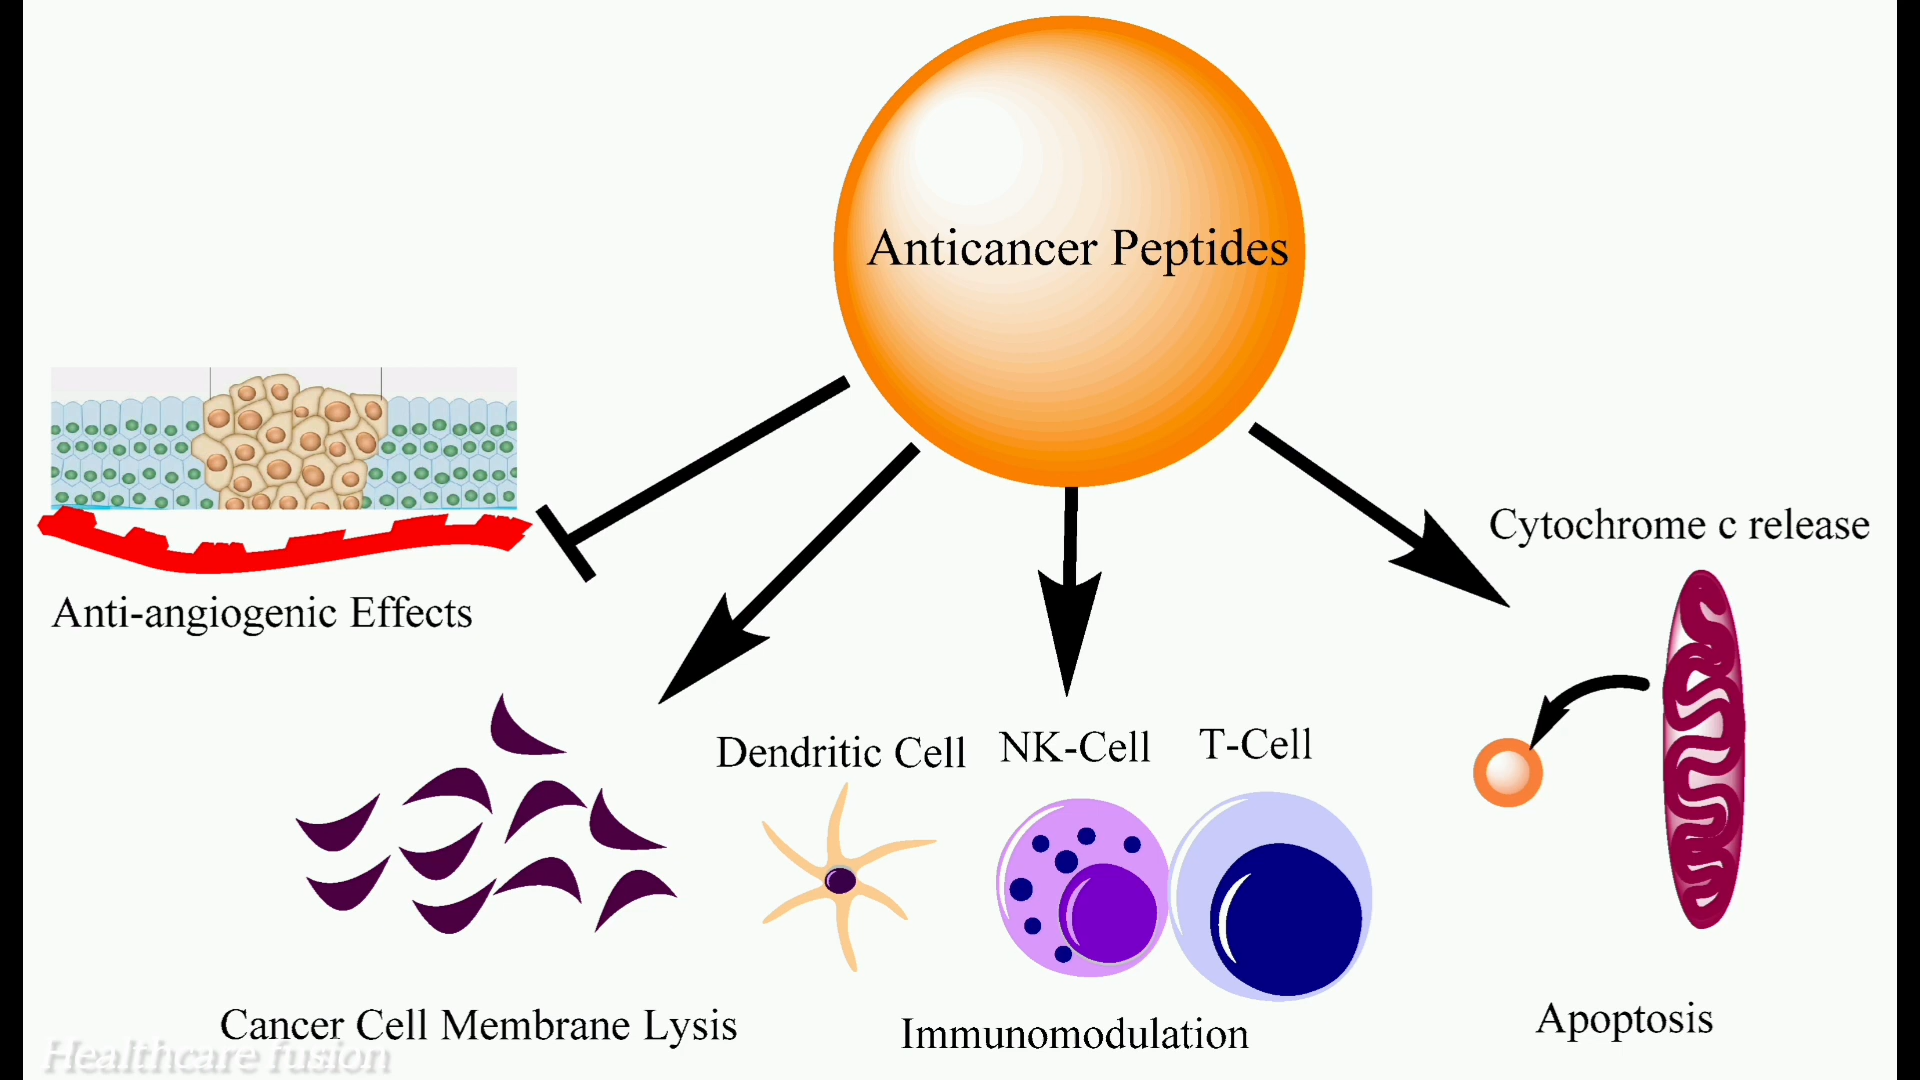 Anticancer Peptides
Cytochrome c release
Anti-angiogenic Effects
Dendritic Cell
NK-Cell
T-Cell
Cancer Cell Membrane Lysis
Immunomodulation
Apoptosis
Healthcare fusion